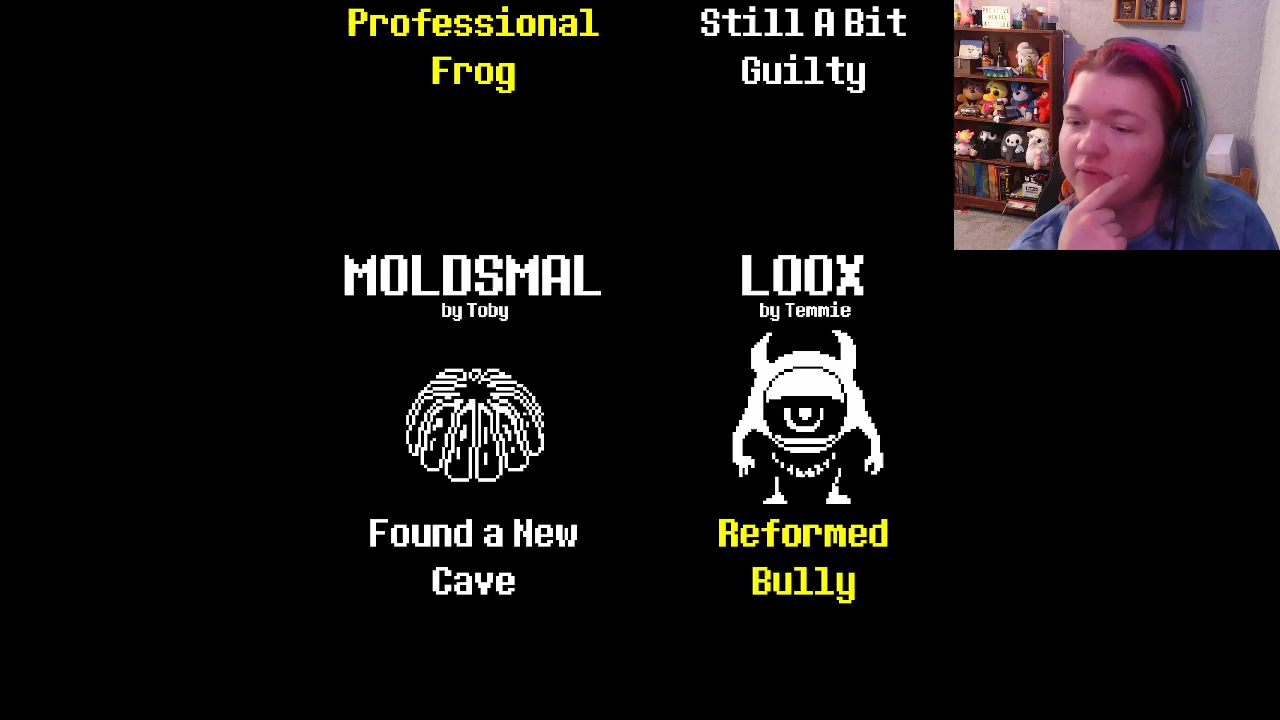 Professional
Frog
Still A Bit
Guilty
MOLDSMAL
by Toby
Found a New
Cave
LOOX
by Temmie
Reformed
Bully